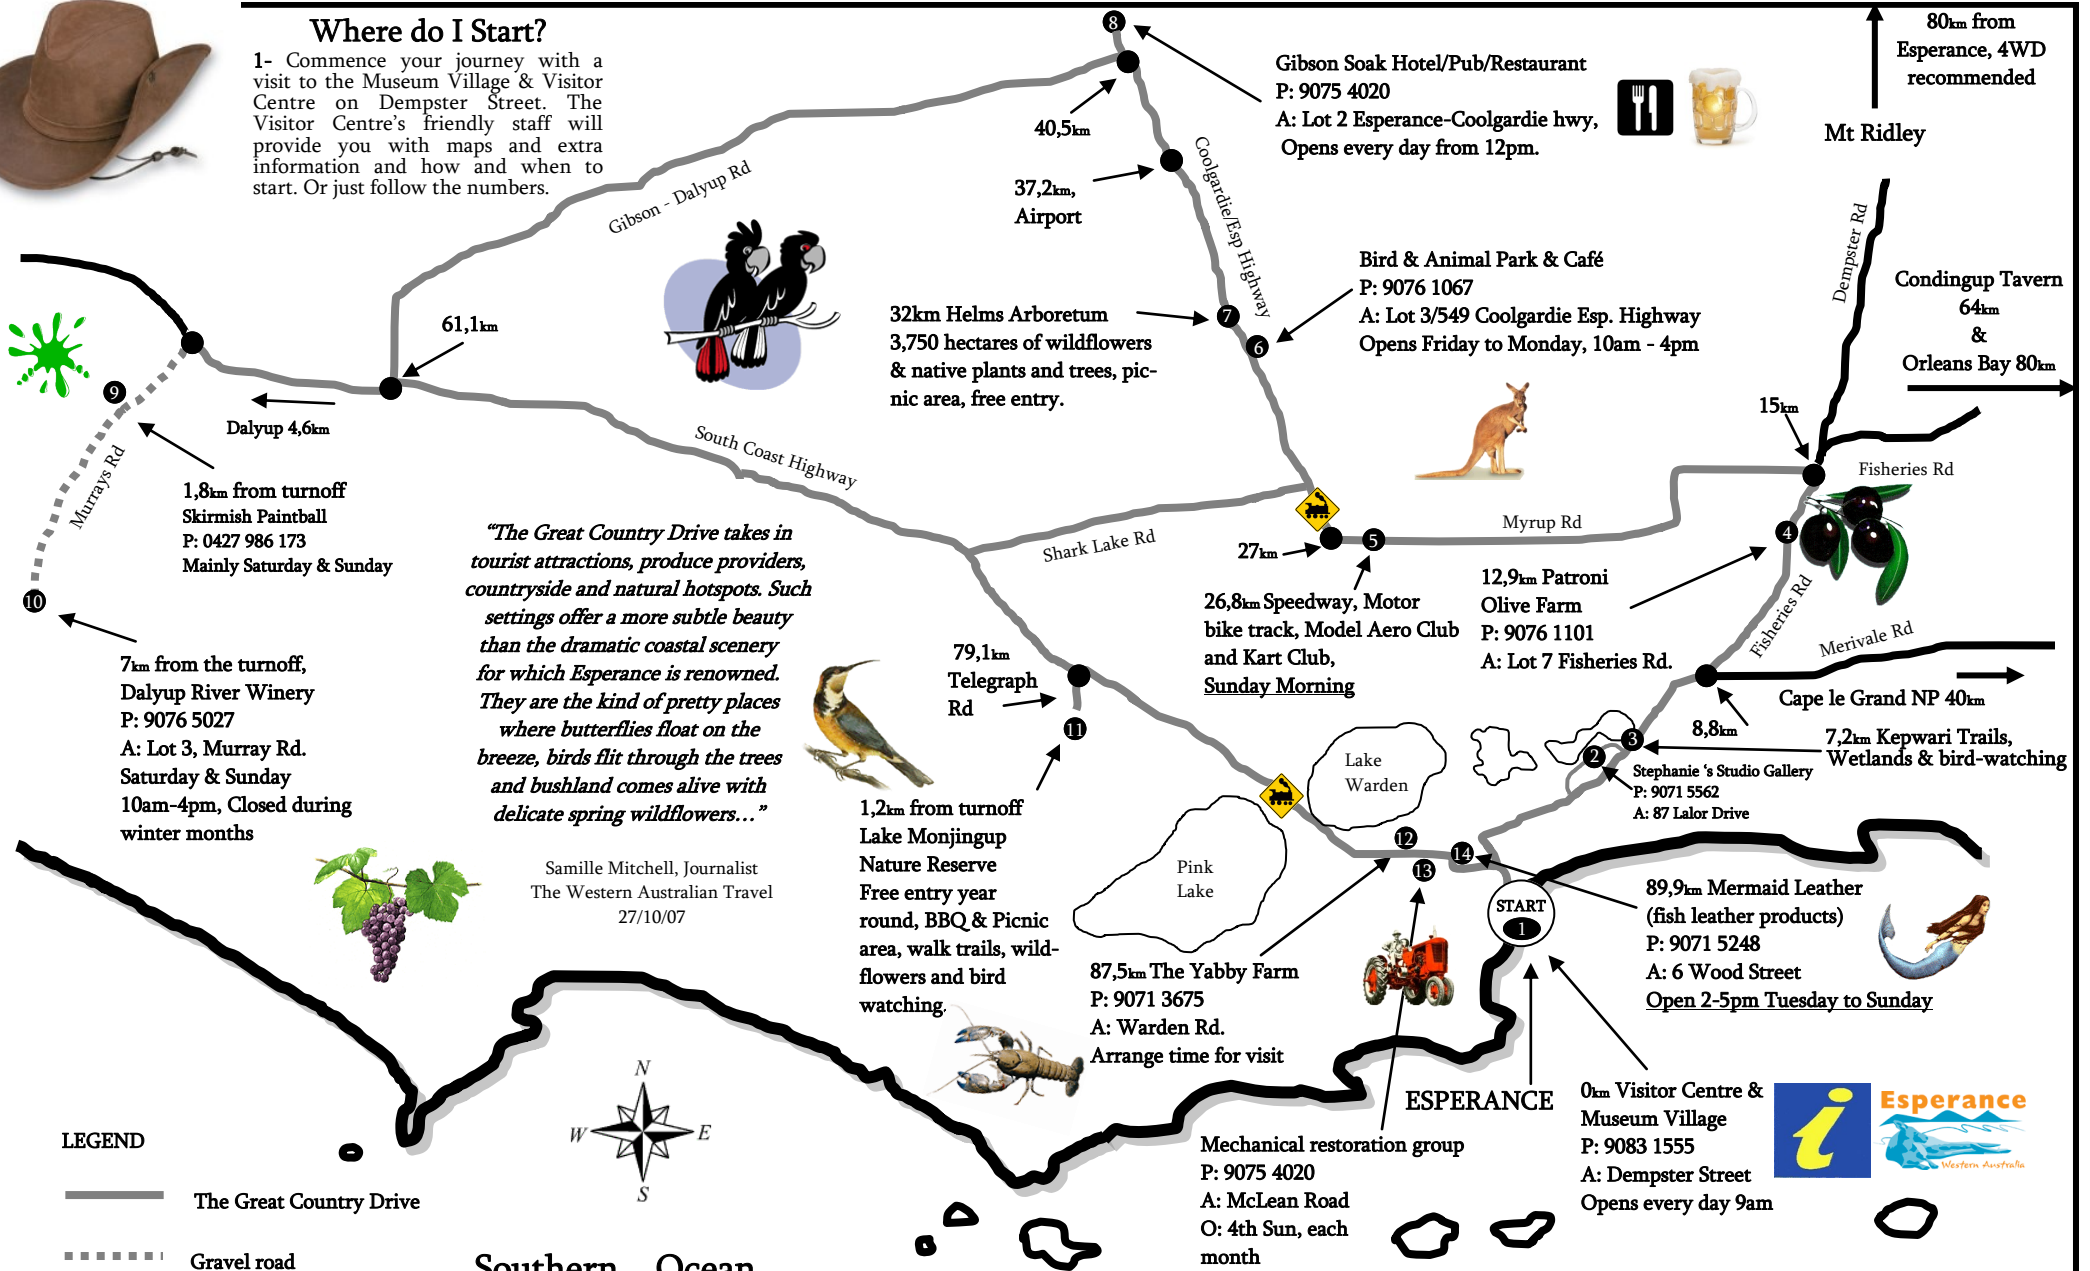 Where do I Start?
1- Commence your journey with a
visit to the Museum Village & Visitor
Centre on Dempster Street. The
Visitor Centre's friendly staff will
provide you with maps and extra
information and how and when to
start. Or just follow the numbers.
8
Gibson Soak Hotel/Pub/Restaurant
P: 9075 4020
A: Lot 2 Esperance-Coolgardie hwy,
Opens every day from 12pm.
80km from
Esperance, 4WD
recommended
Mt Ridley
40,5km
37,2km,
Airport
Gibson - Dalyup Rd
Coolgardie/Esp Highway
Dempster Rd
Bird & Animal Park & Café
P: 9076 1067
A: Lot 3/549 Coolgardie Esp. Highway
Opens Friday to Monday, 10am - 4pm
Condingup Tavern
64km
&
Orleans Bay 80km
32km Helms Arboretum
3,750 hectares of wildflowers
& native plants and trees, pic-
nic area, free entry.
7
6
61,1km
9
Dalyup 4,6km
Murrays Rd
South Coast Highway
15km
Fisheries Rd
1,8km from turnoff
Skirmish Paintball
P: 0427 986 173
Mainly Saturday & Sunday
10
"The Great Country Drive takes in
tourist attractions, produce providers,
countryside and natural hotspots. Such
settings offer a more subtle beauty
than the dramatic coastal scenery
for which Esperance is renowned.
They are the kind of pretty places
where butterflies float on the
breeze, birds flit through the trees
and bushland comes alive with
delicate spring wildflowers…"
Samille Mitchell, Journalist
The Western Australian Travel
27/10/07
Shark Lake Rd
27km
5
Myrup Rd
4
26,8km Speedway, Motor
bike track, Model Aero Club
and Kart Club,
Sunday Morning
12,9km Patroni
Olive Farm
P: 9076 1101
A: Lot 7 Fisheries Rd.
Fisheries Rd
Merivale Rd
Cape le Grand NP 40km
8,8km
7,2km Kepwari Trails,
Wetlands & bird-watching
3
2
Stephanie 's Studio Gallery
P: 9071 5562
A: 87 Lalor Drive
7km from the turnoff,
Dalyup River Winery
P: 9076 5027
A: Lot 3, Murray Rd.
Saturday & Sunday
10am-4pm, Closed during
winter months
79,1km
Telegraph
Rd
11
1,2km from turnoff
Lake Monjingup
Nature Reserve
Free entry year
round, BBQ & Picnic
area, walk trails, wild-
flowers and bird
watching.
Lake
Warden
Pink
Lake
12
13
14
START
1
89,9km Mermaid Leather
(fish leather products)
P: 9071 5248
A: 6 Wood Street
Open 2-5pm Tuesday to Sunday
87,5km The Yabby Farm
P: 9071 3675
A: Warden Rd.
Arrange time for visit
ESPERANCE
0km Visitor Centre &
Museum Village
P: 9083 1555
A: Dempster Street
Opens every day 9am
i
Esperance
Western Australia
Mechanical restoration group
P: 9075 4020
A: McLean Road
O: 4th Sun, each
month
N
W
E
S
LEGEND
The Great Country Drive
Gravel road
Southern Ocean